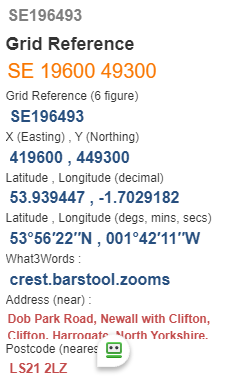 SE196493
Grid Reference
SE 19600 49300
Grid Reference (6 figure)
SE196493
X (Easting) , Y (Northing)
419600 , 449300
Latitude , Longitude (decimal)
53.939447 , -1.7029182
Latitude , Longitude (degs, mins, secs)
53°56′22″N , 001°42′11″W
What3Words :
crest.barstool.zooms
Address (near) :
Dob Park Road, Newall with Clifton,
Clifton, Harrogate, North Yorkshire,
Postcode (neares
LS21 2LZ